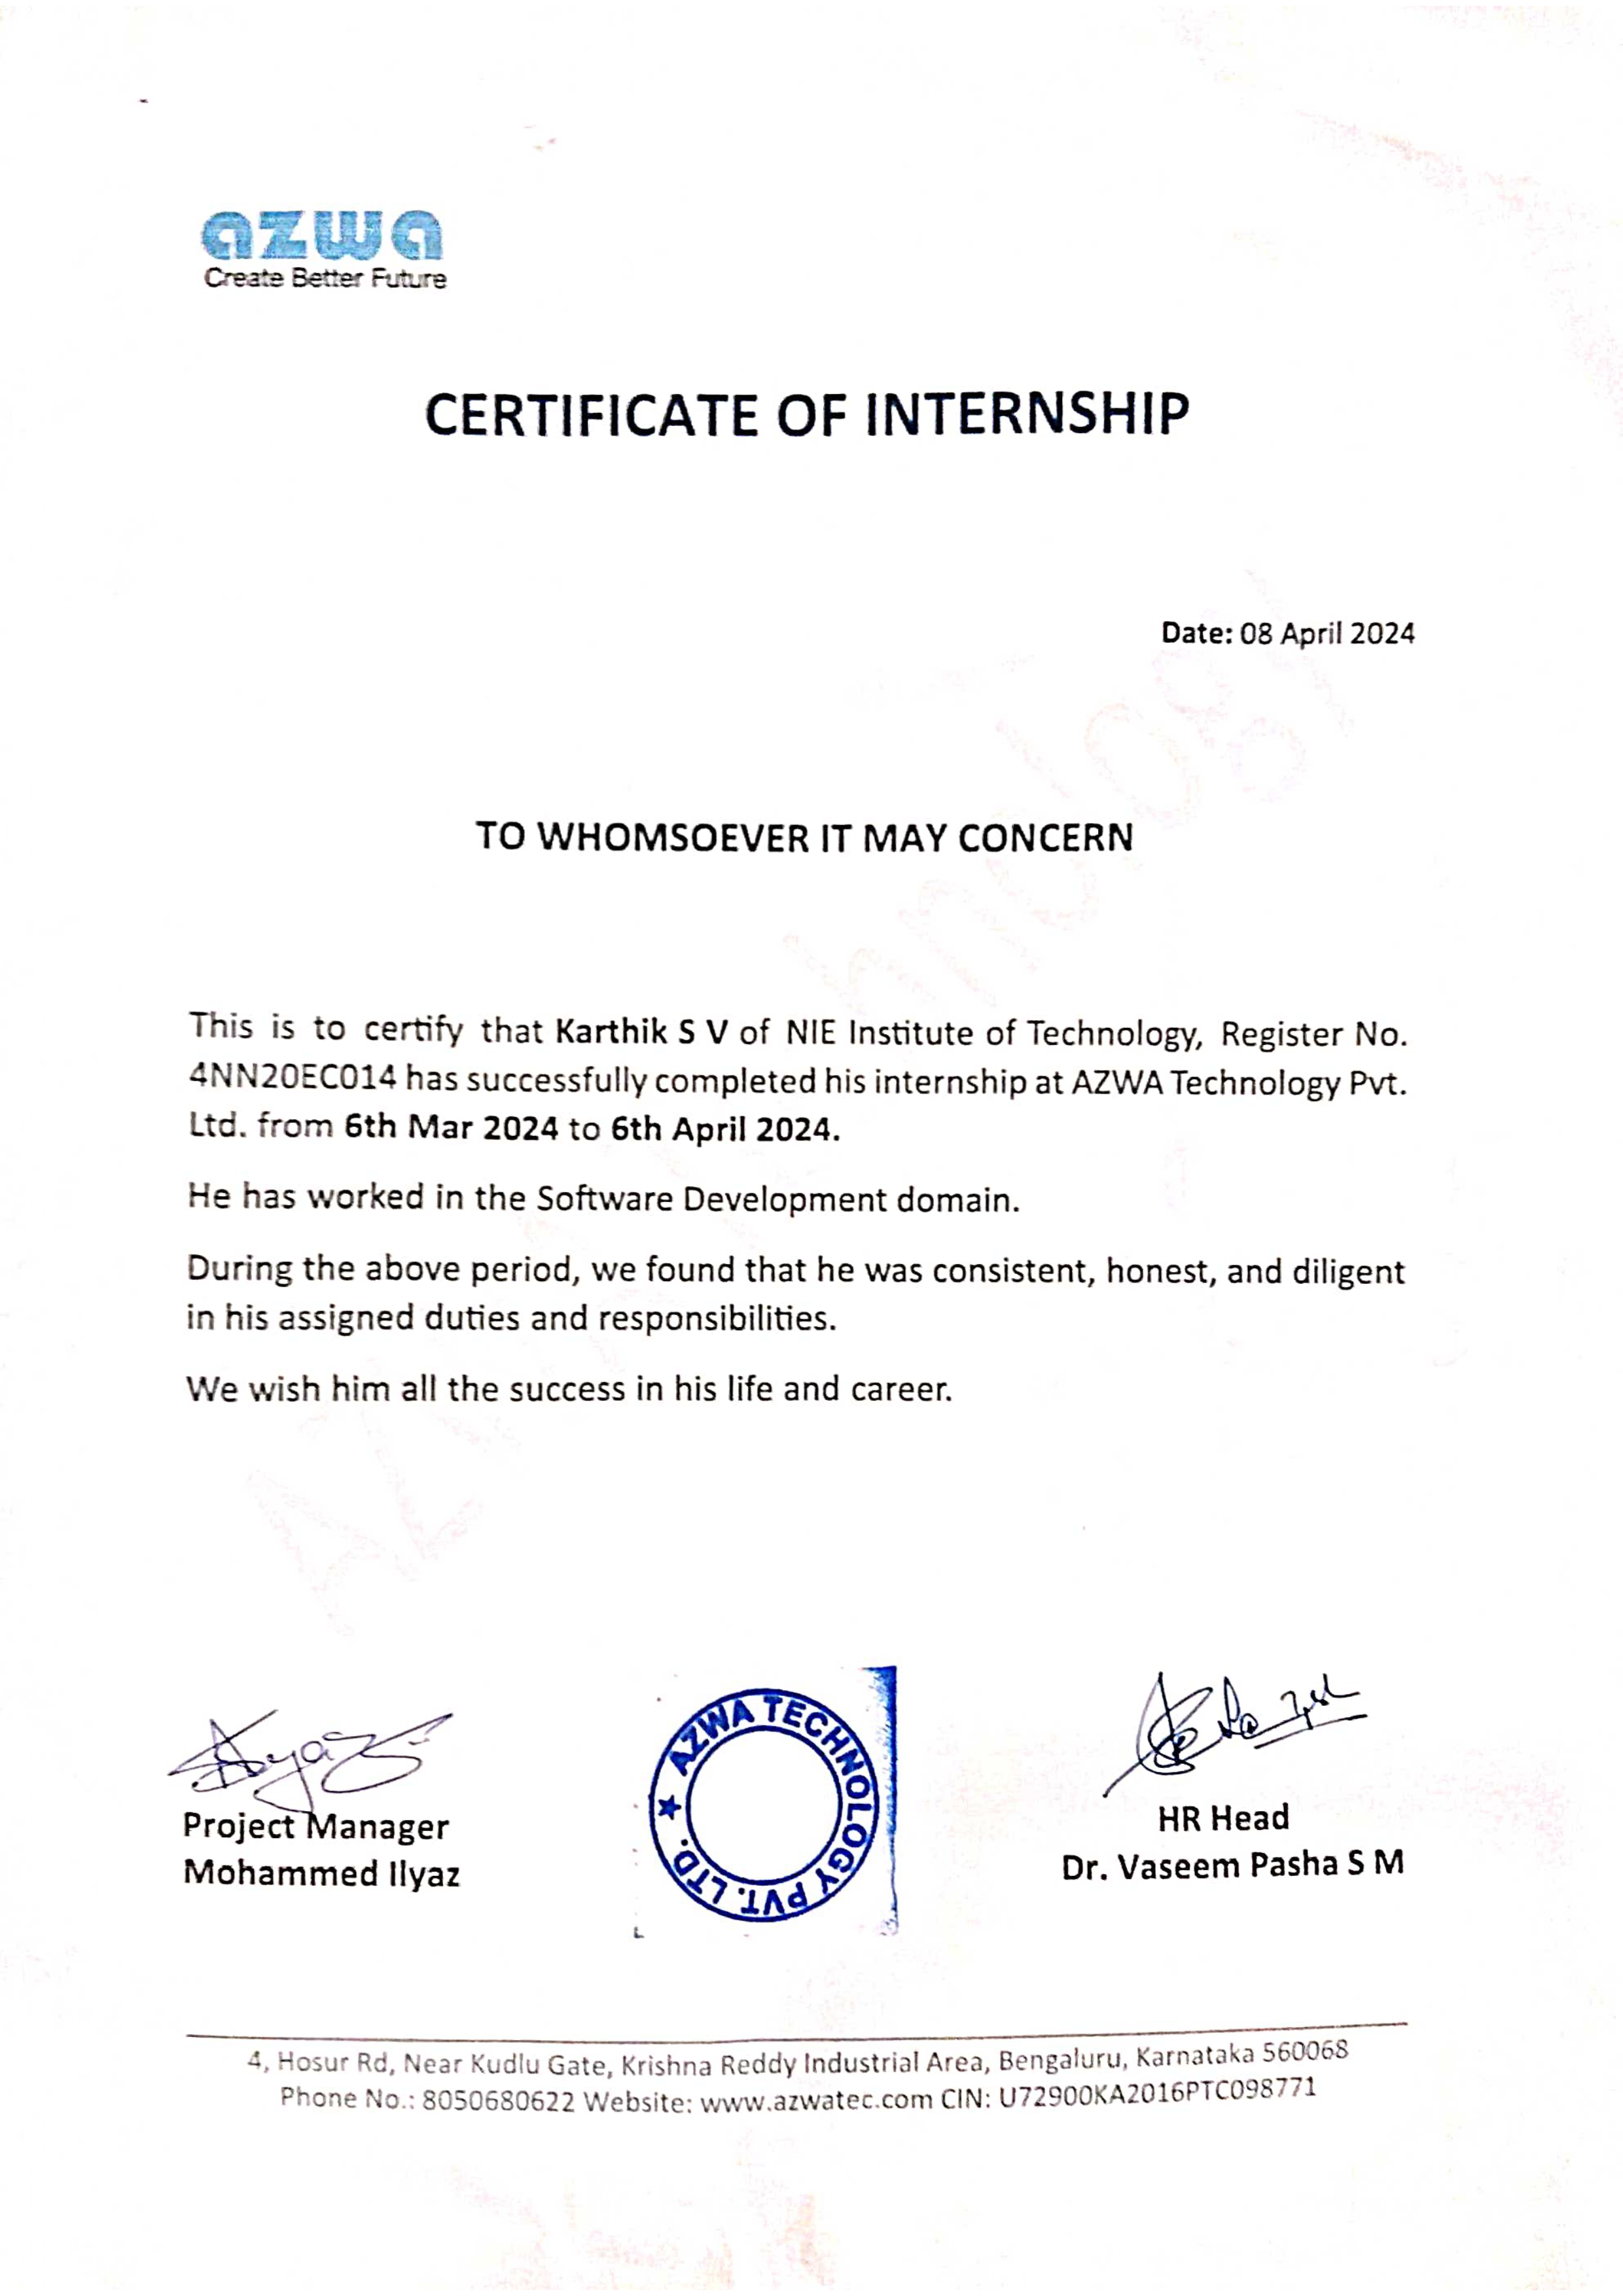 azwa
Create Better Future
CERTIFICATE OF INTERNSHIP
Date: 08 April 2024
TO WHOMSOEVER IT MAY CONCERN
This is to certify that Karthik S V of NIE Institute of Technology, Register No.
4NN20EC014 has successfully completed his internship at AZWA Technology Pvt.
Ltd. from 6th Mar 2024 to 6th April 2024.
He has worked in the Software Development domain.
During the above period, we found that he was consistent, honest, and diligent
in his assigned duties and responsibilities.
We wish him all the success in his life and career.
Project Manager
Mohammed Ilyaz
★ AZWA TECHNOLOGY PVT. LTD.
HR Head
Dr. Vaseem Pasha S M
4, Hosur Rd, Near Kudlu Gate, Krishna Reddy Industrial Area, Bengaluru, Karnataka 560068
Phone No.: 8050680622 Website: www.azwatec.com CIN: U72900KA2016PTC098771